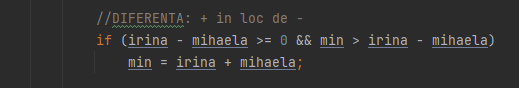 //DIFERENTA: + in loc de -
if (irina - mihaela >= 0 && min > irina - mihaela)
min = irina + mihaela;